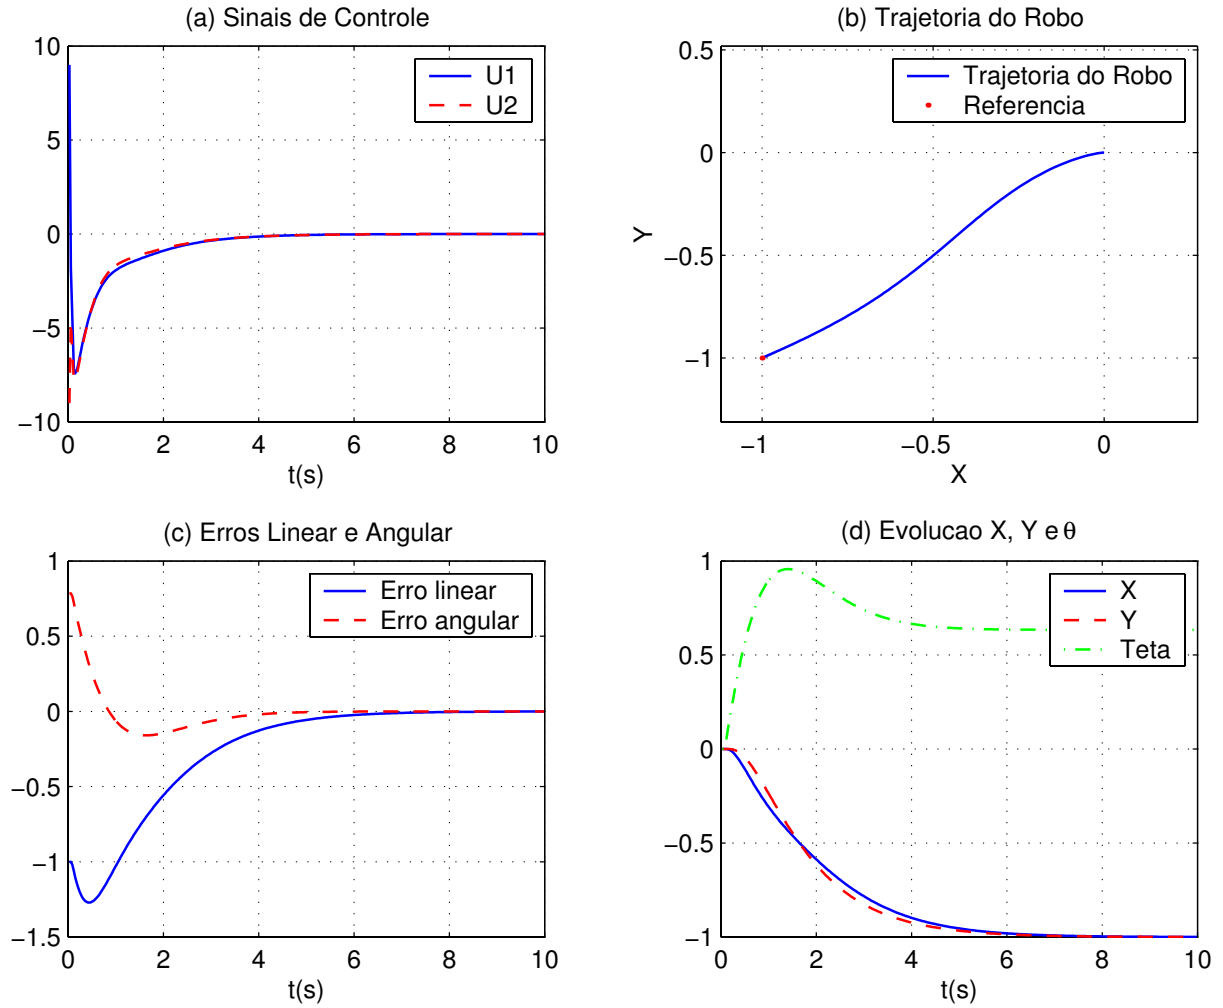 (a) Sinais de Controle
10
5
0
−5
−10
0 2 4 6 8 10
t(s)
U1
U2
(b) Trajetoria do Robo
0.5
0
−0.5
−1
−1 −0.5 0
X
Y
Trajetoria do Robo
Referencia
(c) Erros Linear e Angular
1
0.5
0
−0.5
−1
−1.5
0 2 4 6 8 10
t(s)
Erro linear
Erro angular
(d) Evolucao X, Y e θ
1
0.5
0
−0.5
−1
0 2 4 6 8 10
t(s)
X
Y
Teta